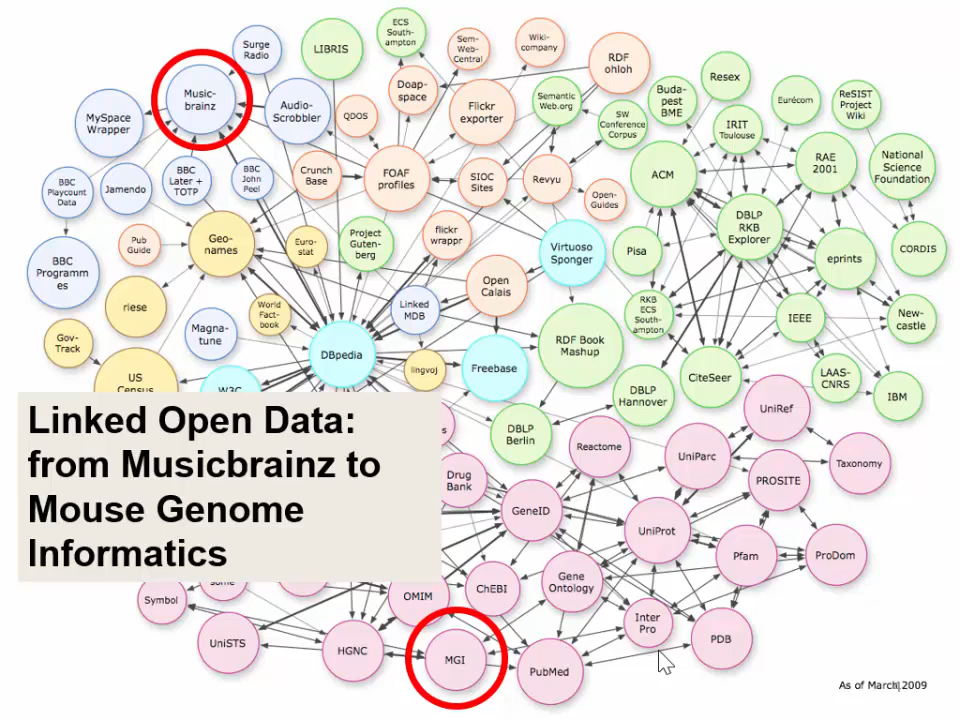 Surge
Radio
LIBRIS
ECS
South-
ampton
Sem-
Web-
Central
Wiki-
company
RDF
ohloh
Music-
brainz
Audio-
Scrobbler
MySpace
Wrapper
QDOS
Doap-
space
Flickr
exporter
Semantic
Web.org
SW
Conference
Corpus
Buda-
pest
BME
Resex
IRIT
Toulouse
Eurécom
ReSIST
Project
Wiki
BBC
Playcount
Data
Jamendo
BBC
Later +
TOTP
BBC
John
Peel
Crunch
Base
FOAF
profiles
SIOC
Sites
Revyu
Open-
Guides
ACM
RAE
2001
National
Science
Foundation
BBC
Programm
es
Pub
Guide
Geo-
names
Euro-
stat
Project
Guten-
berg
flickr
wrappr
Virtuoso
Sponger
Pisa
DBLP
RKB
Explorer
eprints
CORDIS
riese
World
Fact-
book
Magna-
tune
Linked
MDB
Open
Calais
RKB
ECS
South-
ampton
IEEE
New-
castle
Gov-
Track
US
Census
W3C
DBpedia
lingvoj
Freebase
RDF Book
Mashup
DBLP
Hannover
CiteSeer
LAAS-
CNRS
IBM
DBLP
Berlin
Linked Open Data:
from Musicbrainz to
Mouse Genome
Informatics
Drug
Bank
Reactome
UniParc
UniRef
Taxonomy
PROSITE
GeneID
UniProt
Pfam
ProDom
Symbol
OMIM
ChEBI
Gene
Ontology
Inter
Pro
PDB
UniSTS
HGNC
MGI
PubMed
As of March 2009